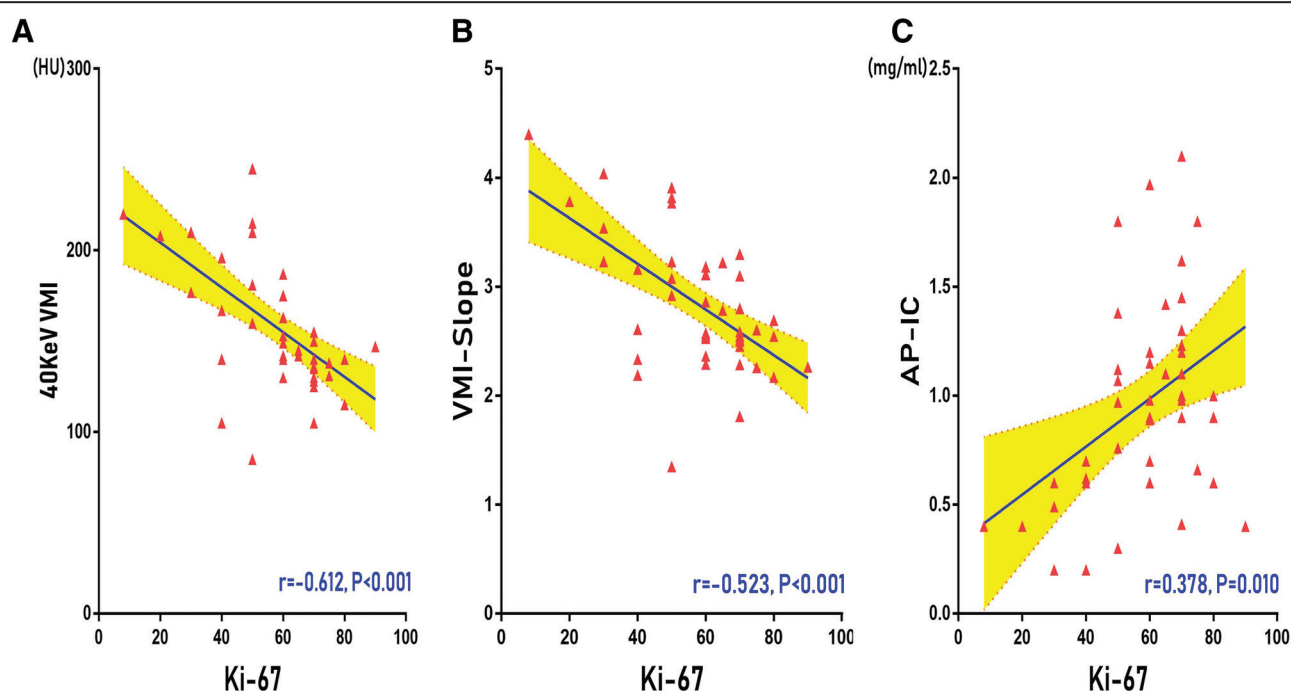 A
(HU)
300
200
100
0
40KeV VMI
0 20 40 60 80 100
Ki-67
r=-0.612, P<0.001
B
5
4
3
2
1
0
VMI-Slope
0 20 40 60 80 100
Ki-67
r=-0.523, P<0.001
C
(mg/ml)
2.5
2.0
1.5
1.0
0.5
0.0
AP-IC
0 20 40 60 80 100
Ki-67
r=0.378, P=0.010